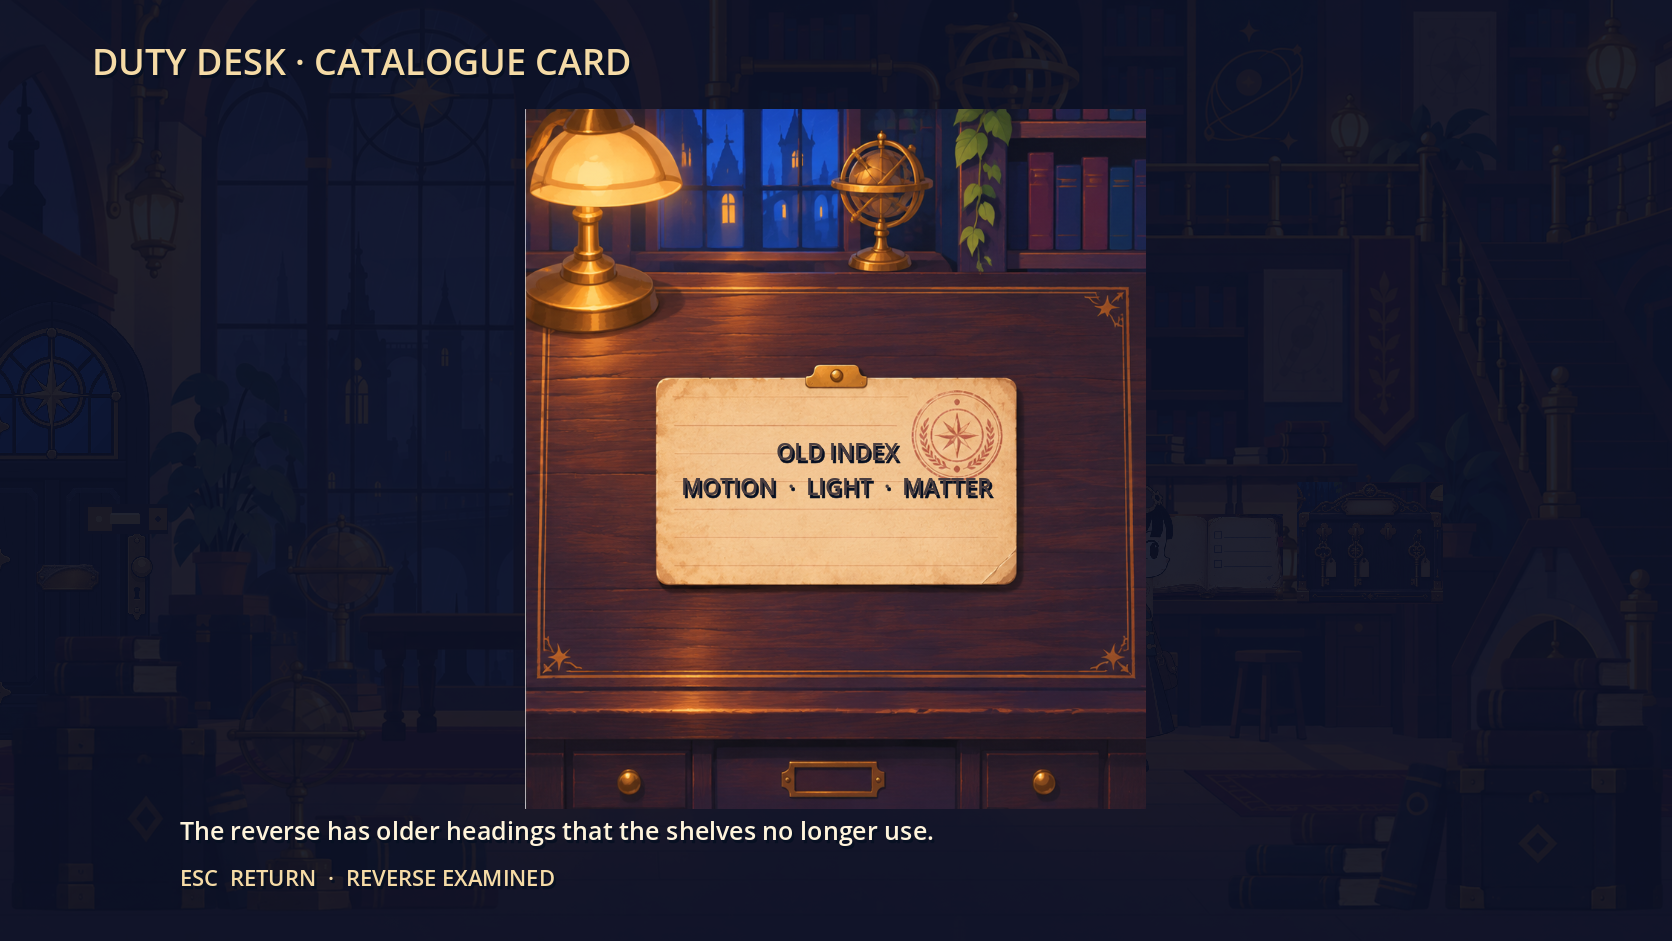 DUTY DESK · CATALOGUE CARD
OLD INDEX
MOTION · LIGHT · MATTER
The reverse has older headings that the shelves no longer use.
ESC RETURN · REVERSE EXAMINED